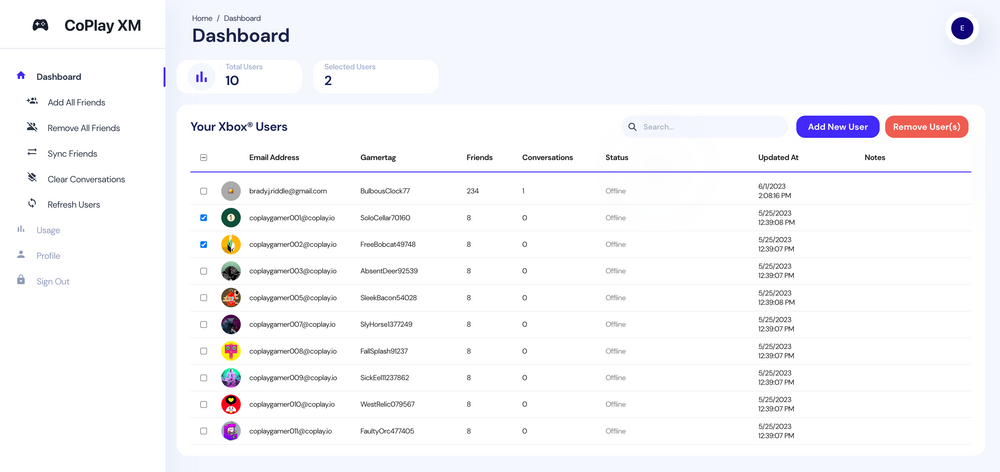 CoPlay XM
Dashboard
Add All Friends
Remove All Friends
Sync Friends
Clear Conversations
Refresh Users
Usage
Profile
Sign Out
Home / Dashboard
Dashboard
E
Total Users
10
Selected Users
2
Your Xbox® Users
Search...
Add New User
Remove User(s)
Email Address Gamertag Friends Conversations Status Updated At Notes
brady.j.riddle@gmail.com BulbousClock77 234 1 Offline 6/1/2023
2:08:16 PM
coplaygamer001@coplay.io SoloCellar70160 8 0 Offline 5/25/2023
12:39:08 PM
coplaygamer002@coplay.io FreeBobcat49748 8 0 Offline 5/25/2023
12:39:07 PM
coplaygamer003@coplay.io AbsentDeer92539 8 0 Offline 5/25/2023
12:39:07 PM
coplaygamer005@coplay.io SleekBacon54028 8 0 Offline 5/25/2023
12:39:08 PM
coplaygamer007@coplay.io SlyHorse1377249 8 0 Offline 5/25/2023
12:39:07 PM
coplaygamer008@coplay.io FallSplash91237 8 0 Offline 5/25/2023
12:39:07 PM
coplaygamer009@coplay.io SickEel11237862 8 0 Offline 5/25/2023
12:39:07 PM
coplaygamer010@coplay.io WestRelic079567 8 0 Offline 5/25/2023
12:39:07 PM
coplaygamer011@coplay.io FaultyOrc477405 8 0 Offline 5/25/2023
12:39:07 PM